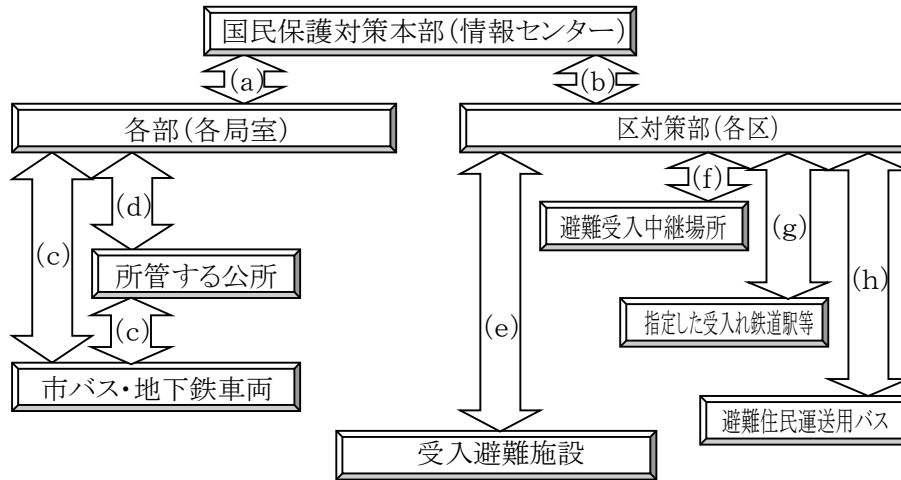 国民保護対策本部（情報センター）
(a)
(b)
各部（各局室）
区対策部（各区）
(d)
(f)
(c)
避難受入中継場所
(g)
所管する公所
(h)
(c)
(e)
指定した受入れ鉄道駅等
市バス・地下鉄車両
避難住民運送用バス
受入避難施設